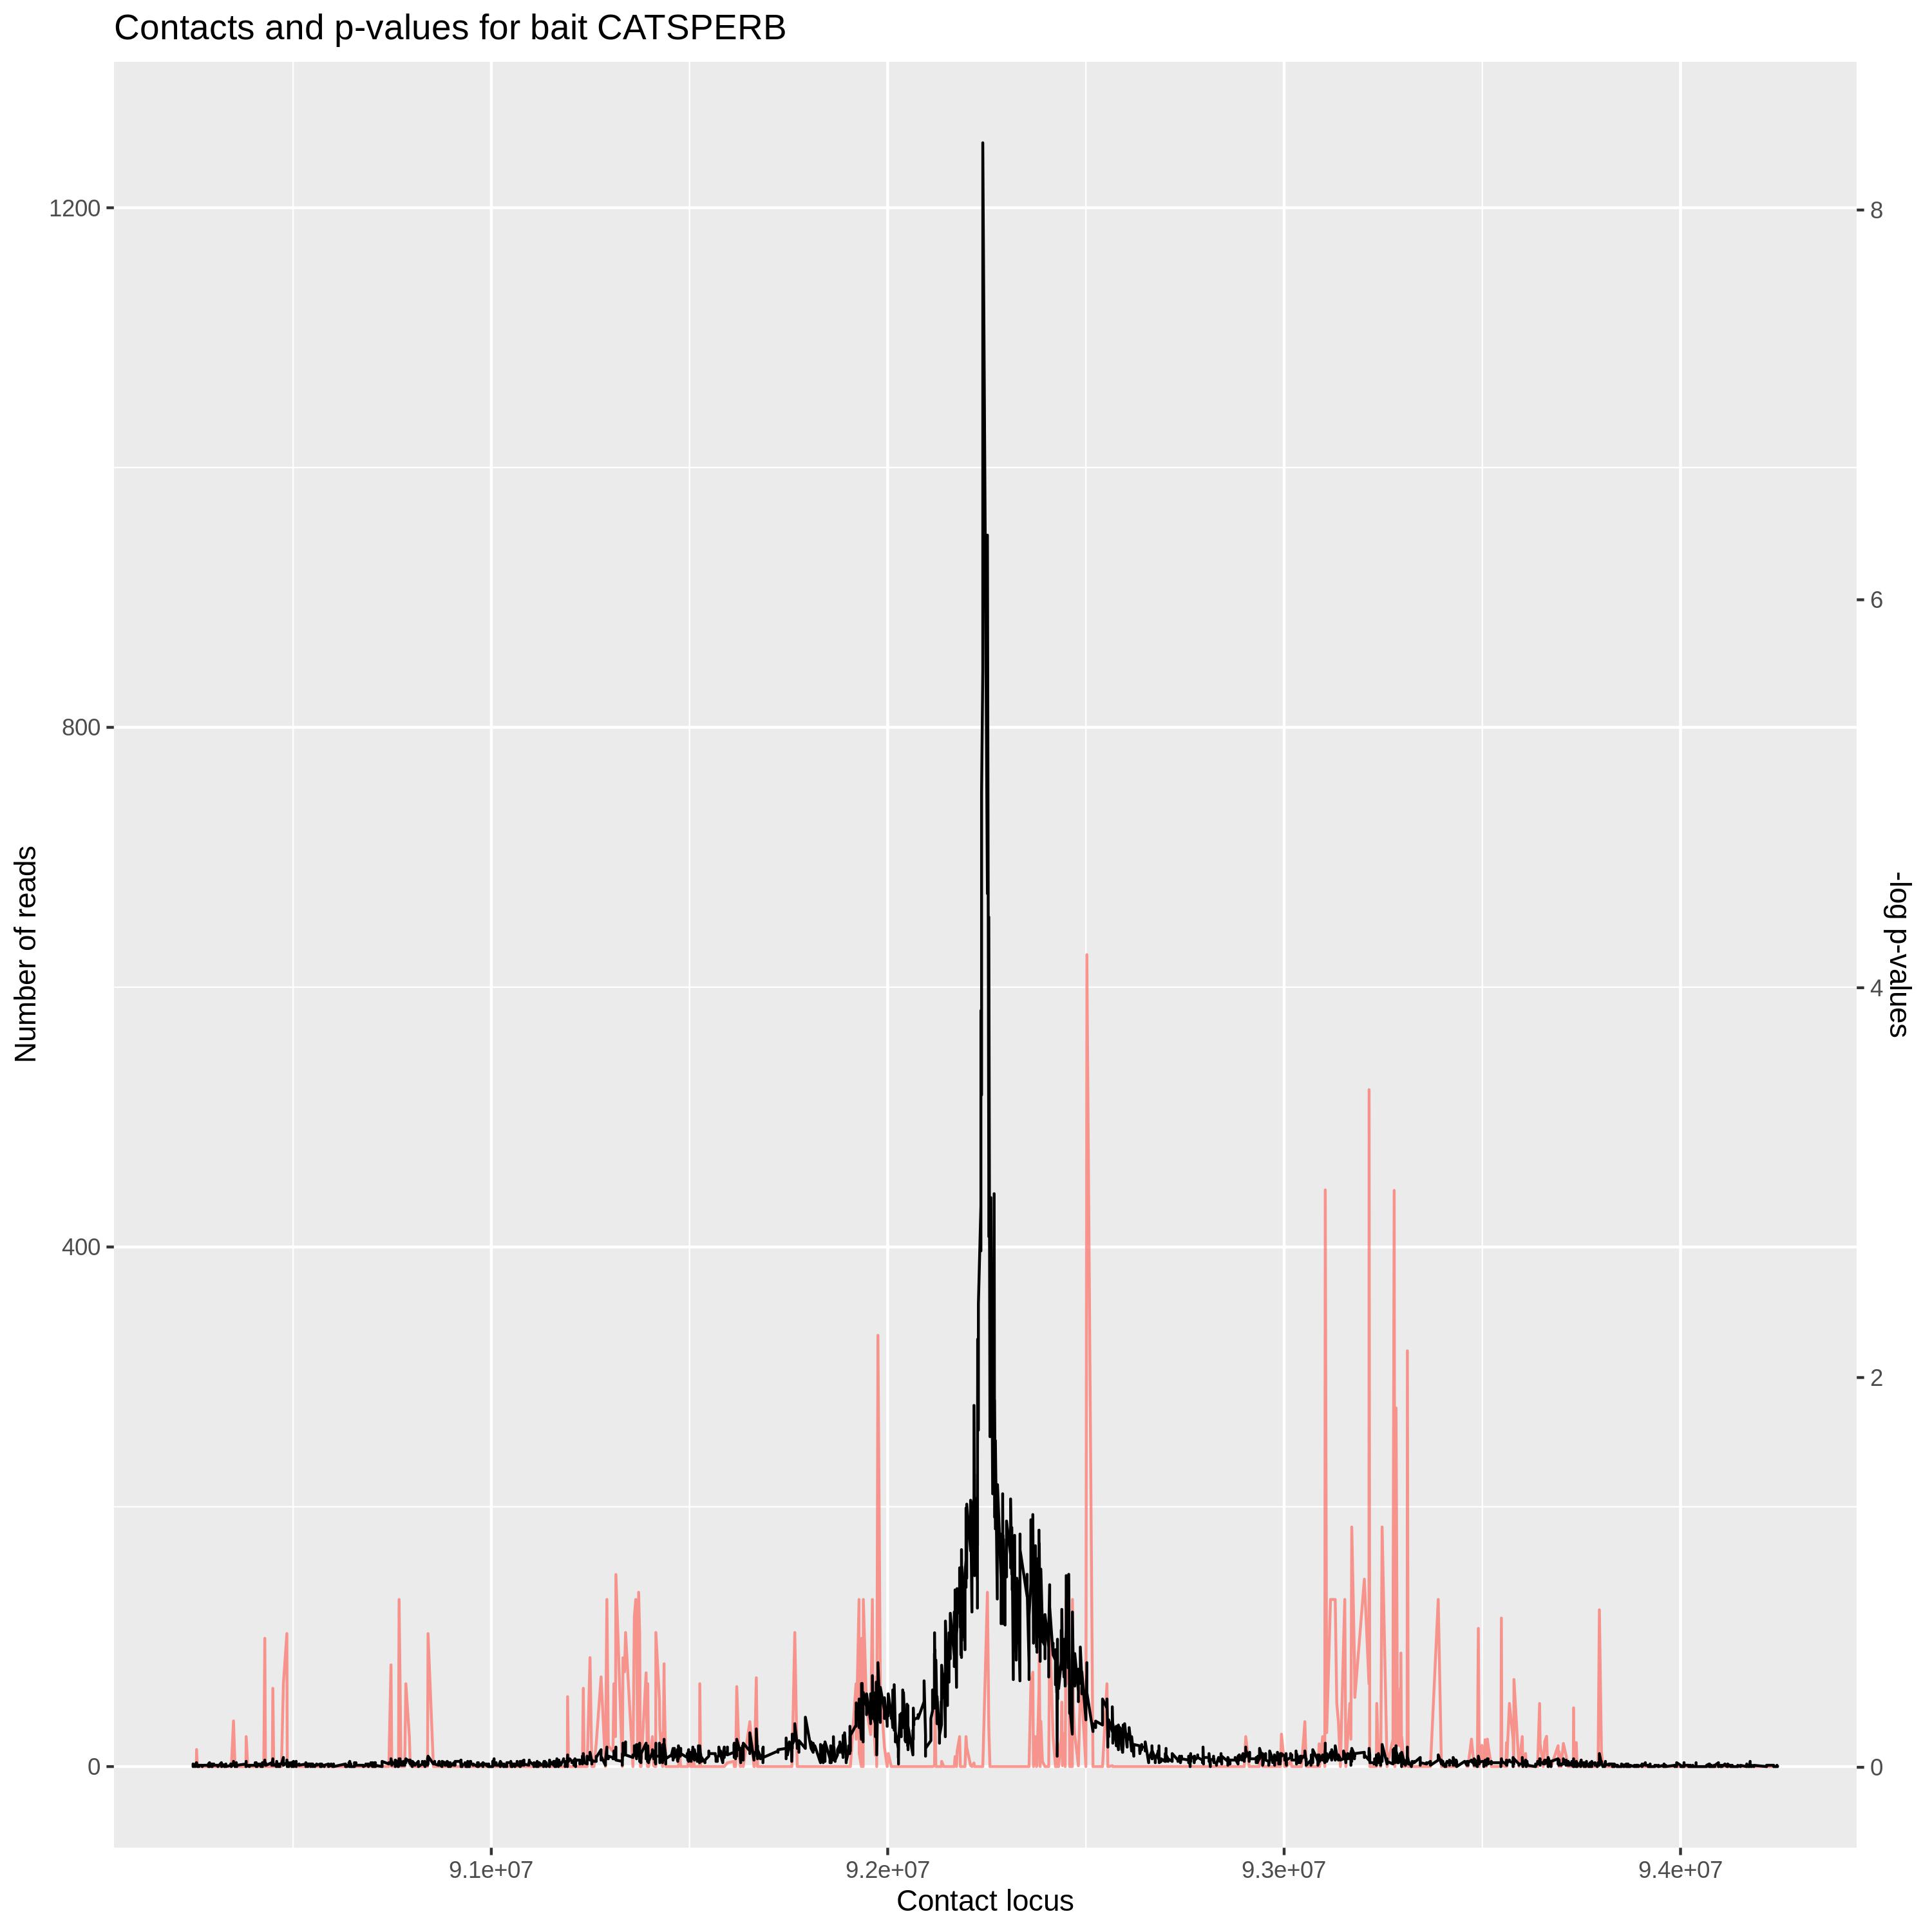 Contacts and p-values for bait CATSPERB
1200
800
400
0
Number of reads
8
6
4
2
0
-log p-values
9.1e+07
9.2e+07
9.3e+07
9.4e+07
Contact locus